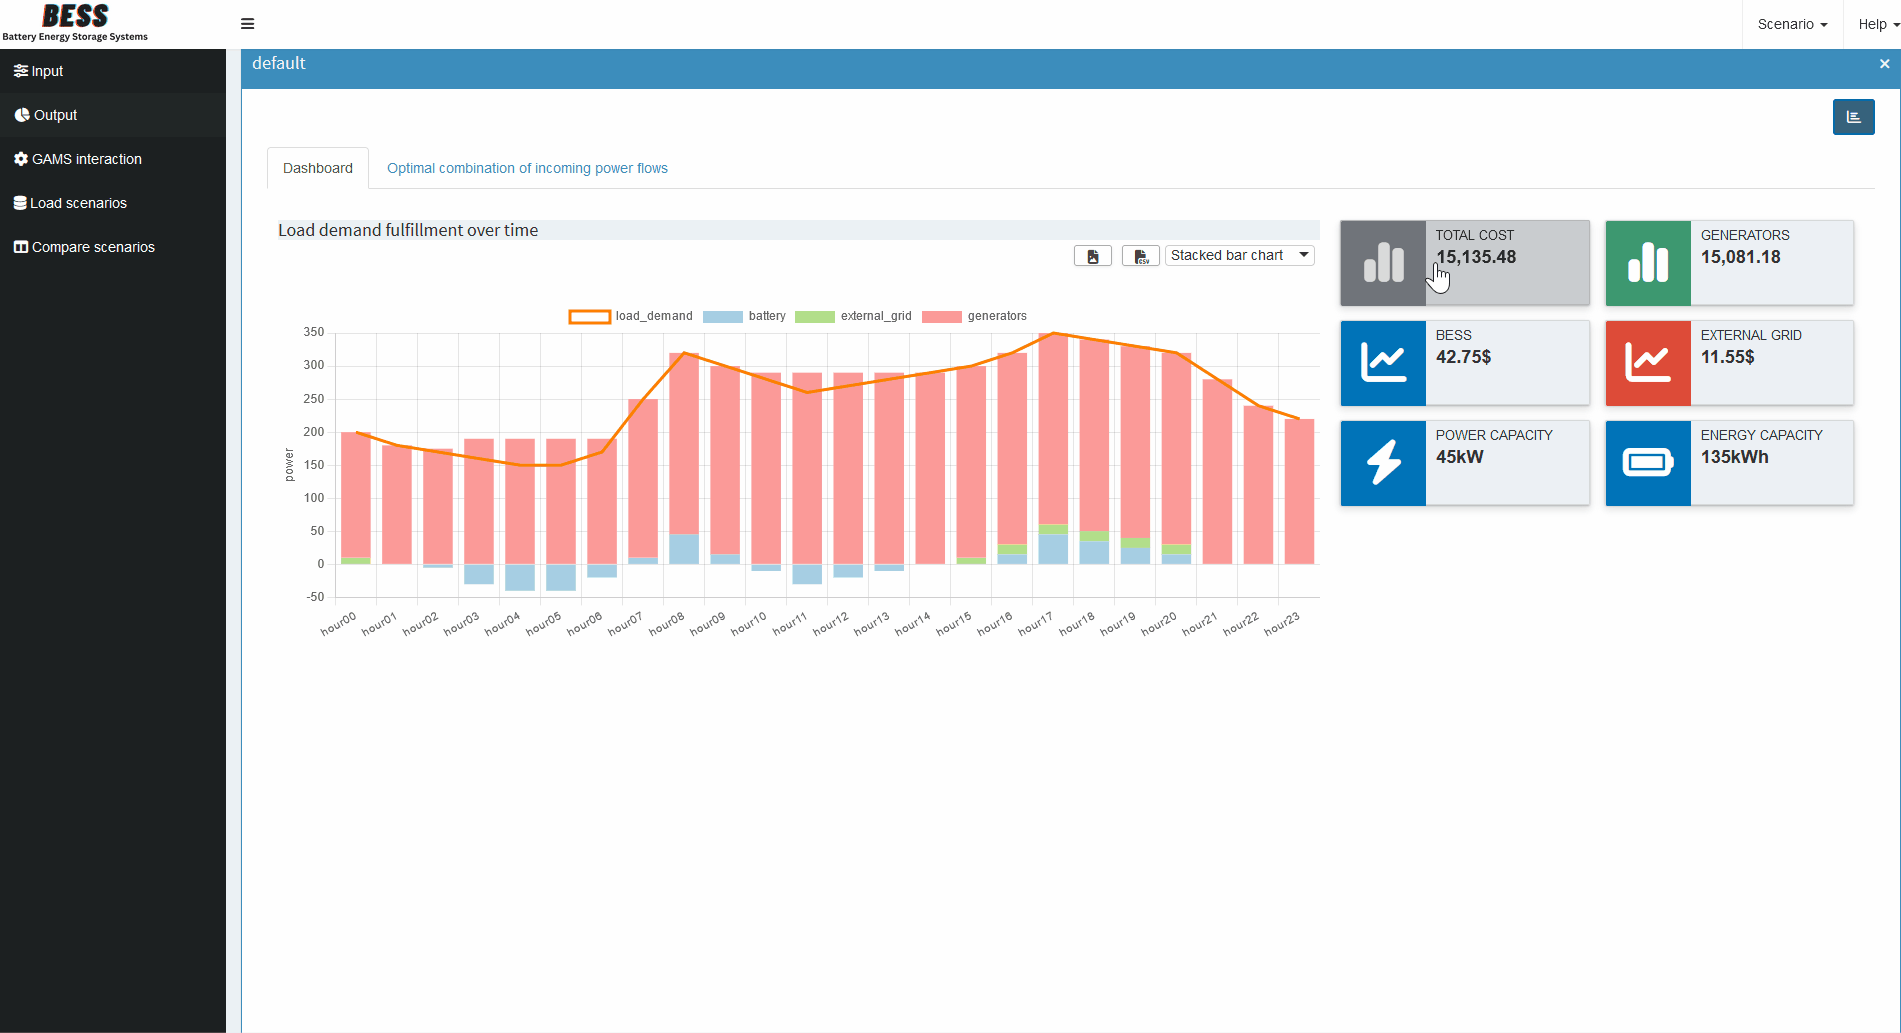 BESS
Battery Energy Storage Systems
Scenario
Help
Input
Output
GAMS interaction
Load scenarios
Compare scenarios
default
Dashboard
Optimal combination of incoming power flows
Load demand fulfillment over time
CSV
Stacked bar chart
load_demand
battery
external_grid
generators
350
300
250
200
150
100
50
0
-50
power
hour00
hour01
hour02
hour03
hour04
hour05
hour06
hour07
hour08
hour09
hour10
hour11
hour12
hour13
hour14
hour15
hour16
hour17
hour18
hour19
hour20
hour21
hour22
hour23
TOTAL COST
15,135.48
GENERATORS
15,081.18
BESS
42.75$
EXTERNAL GRID
11.55$
POWER CAPACITY
45kW
ENERGY CAPACITY
135kWh